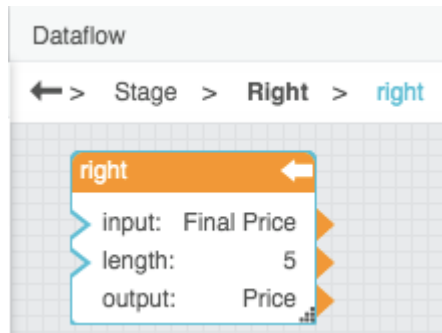 Dataflow
> Stage > Right > right
right
input: Final Price
length: 5
output: Price